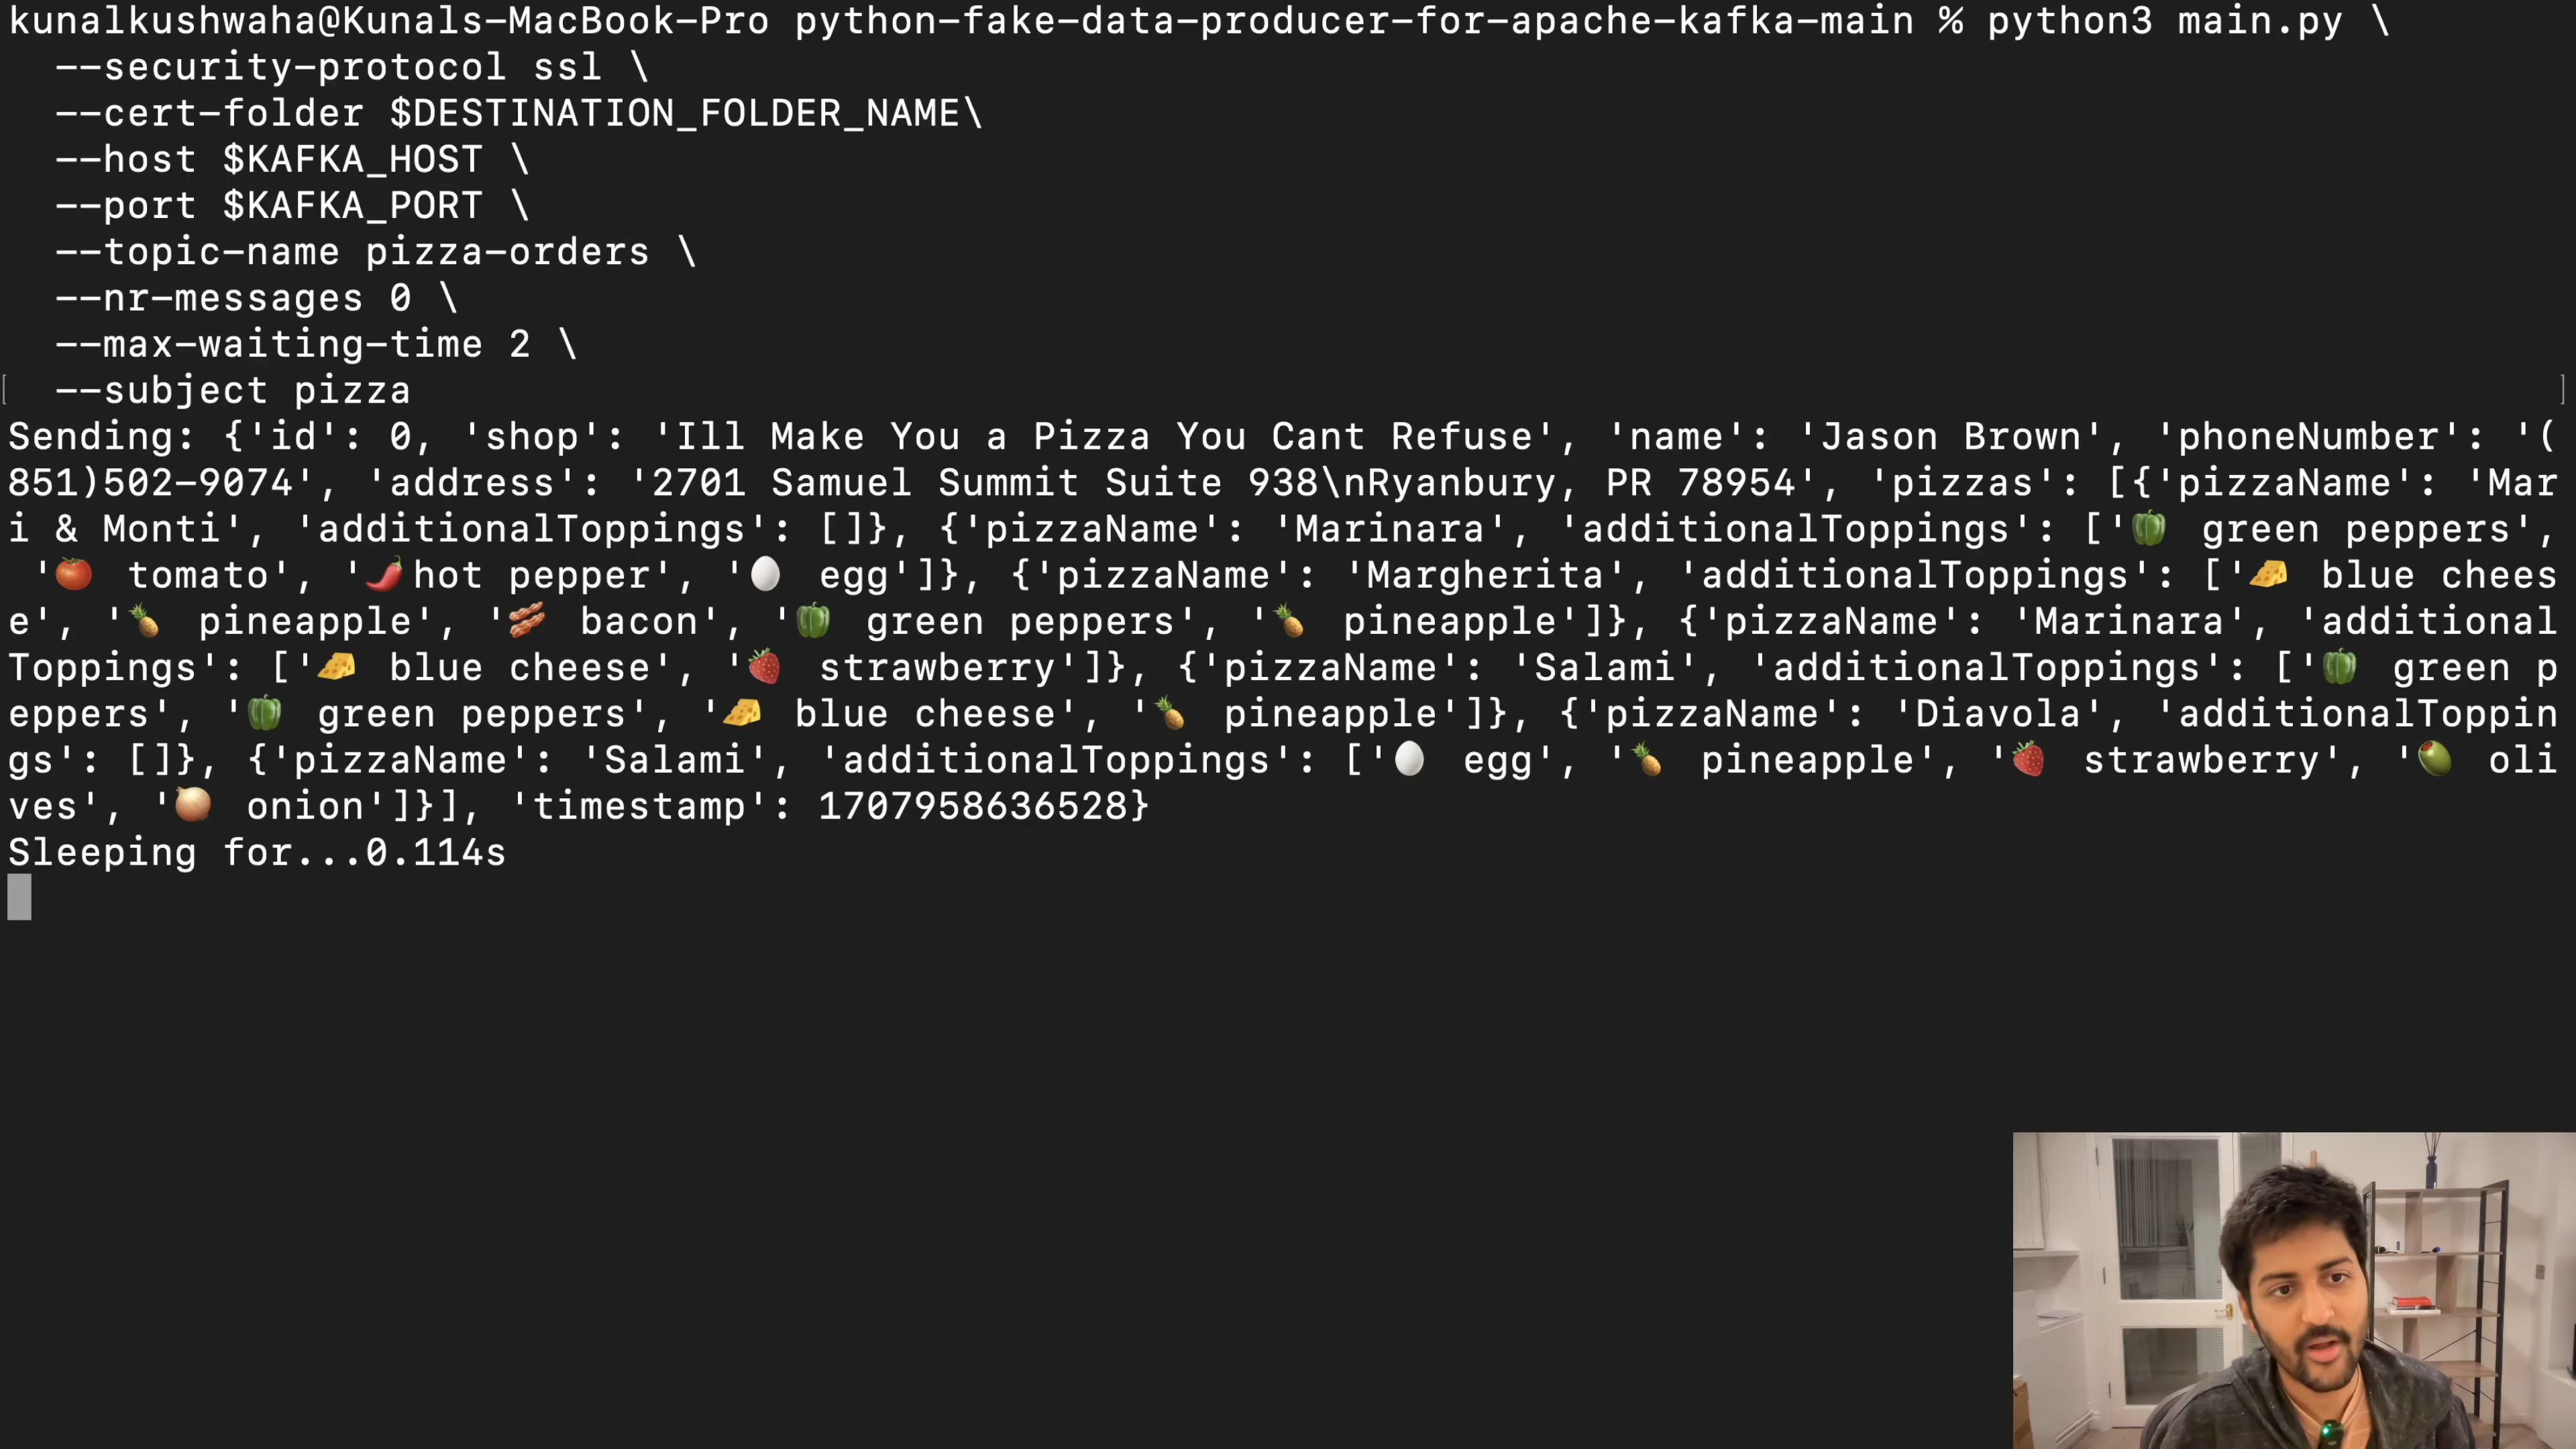 kunalkushwaha@Kunals-MacBook-Pro python-fake-data-producer-for-apache-kafka-main % python3 main.py \
--security-protocol ssl \
--cert-folder $DESTINATION_FOLDER_NAME\
--host $KAFKA_HOST \
--port $KAFKA_PORT \
--topic-name pizza-orders \
--nr-messages 0 \
--max-waiting-time 2 \
[ --subject pizza ]
Sending: {'id': 0, 'shop': 'Ill Make You a Pizza You Cant Refuse', 'name': 'Jason Brown', 'phoneNumber': '(
851)502-9074', 'address': '2701 Samuel Summit Suite 938\nRyanbury, PR 78954', 'pizzas': [{'pizzaName': 'Mar
i & Monti', 'additionalToppings': []}, {'pizzaName': 'Marinara', 'additionalToppings': ['🫑 green peppers',
'🍅 tomato', '🌶️hot pepper', '🥚 egg']}, {'pizzaName': 'Margherita', 'additionalToppings': ['🧀 blue chees
e', '🍍 pineapple', '🥓 bacon', '🫑 green peppers', '🍍 pineapple']}, {'pizzaName': 'Marinara', 'additional
Toppings': ['🧀 blue cheese', '🍓 strawberry']}, {'pizzaName': 'Salami', 'additionalToppings': ['🫑 green p
eppers', '🫑 green peppers', '🧀 blue cheese', '🍍 pineapple']}, {'pizzaName': 'Diavola', 'additionalToppin
gs': []}, {'pizzaName': 'Salami', 'additionalToppings': ['🥚 egg', '🍍 pineapple', '🍓 strawberry', '🫒 oli
ves', '🧅 onion']}], 'timestamp': 1707958636528}
Sleeping for...0.114s